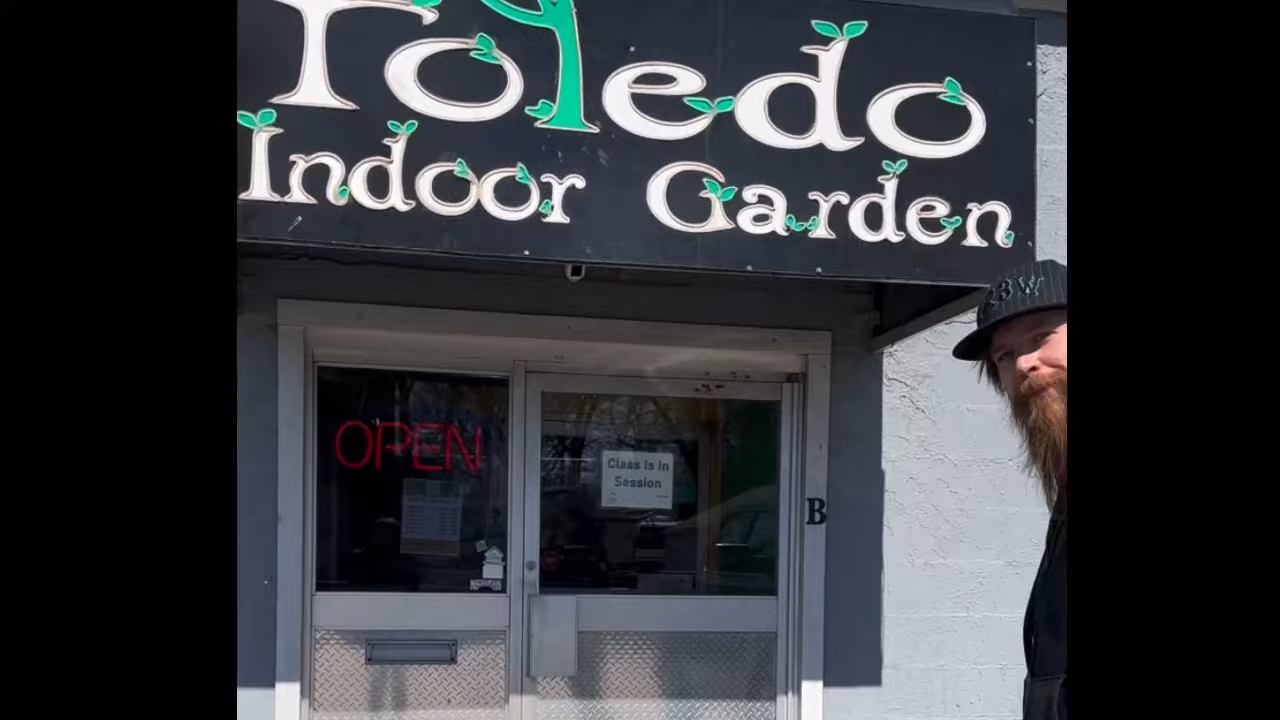 Toledo
Indoor Garden
OPEN
Class is In
Session
B